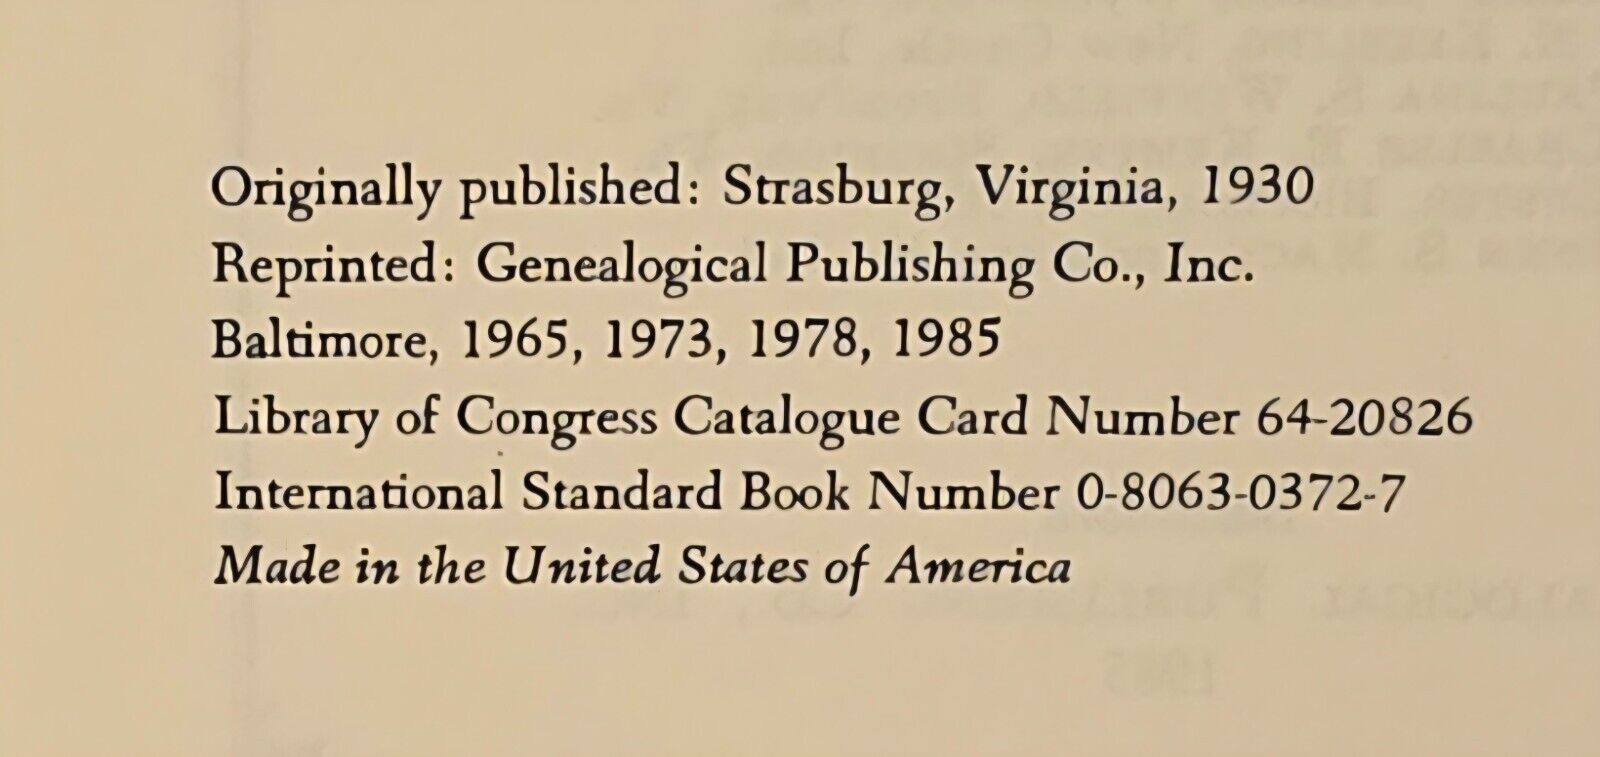 Originally published: Strasburg, Virginia, 1930
Reprinted: Genealogical Publishing Co., Inc.
Baltimore, 1965, 1973, 1978, 1985
Library of Congress Catalogue Card Number 64-20826
International Standard Book Number 0-8063-0372-7
Made in the United States of America